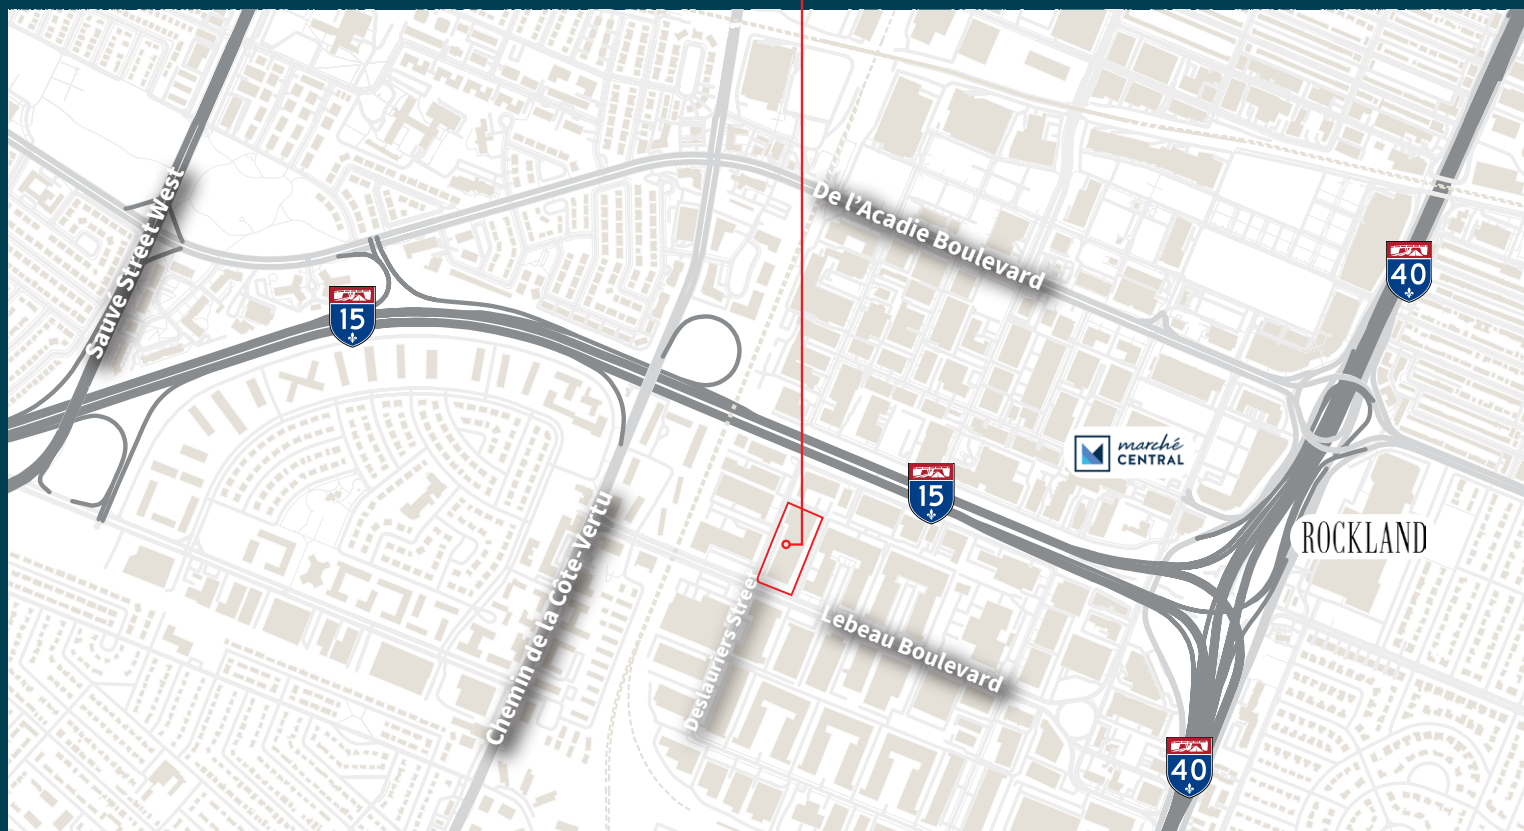 De l’Acadie Boulevard
Sauve Street West
40
15
marché
CENTRAL
15
ROCKLAND
Chemin de la Côte-Vertu
Deslauriers Street
Lebeau Boulevard
40